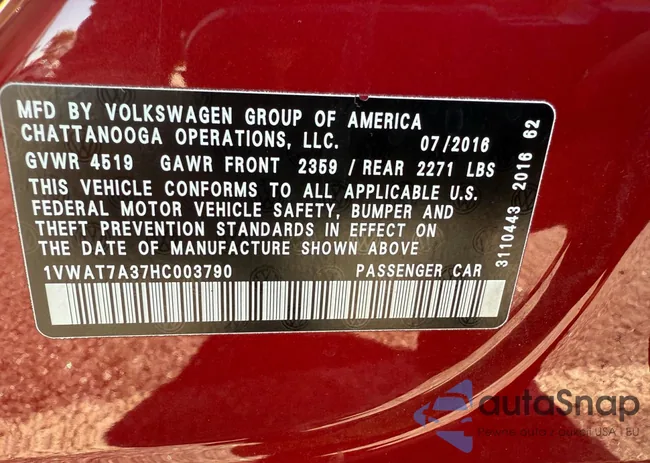 MFD BY VOLKSWAGEN GROUP OF AMERICA
CHATTANOOGA OPERATIONS, LLC. 07/2016
GVWR 4519 GAWR FRONT 2359 / REAR 2271 LBS
THIS VEHICLE CONFORMS TO ALL APPLICABLE U.S.
FEDERAL MOTOR VEHICLE SAFETY, BUMPER AND
THEFT PREVENTION STANDARDS IN EFFECT ON
THE DATE OF MANUFACTURE SHOWN ABOVE
1VWAT7A37HC003790 PASSENGER CAR
3110443 2016 62
autoSnap